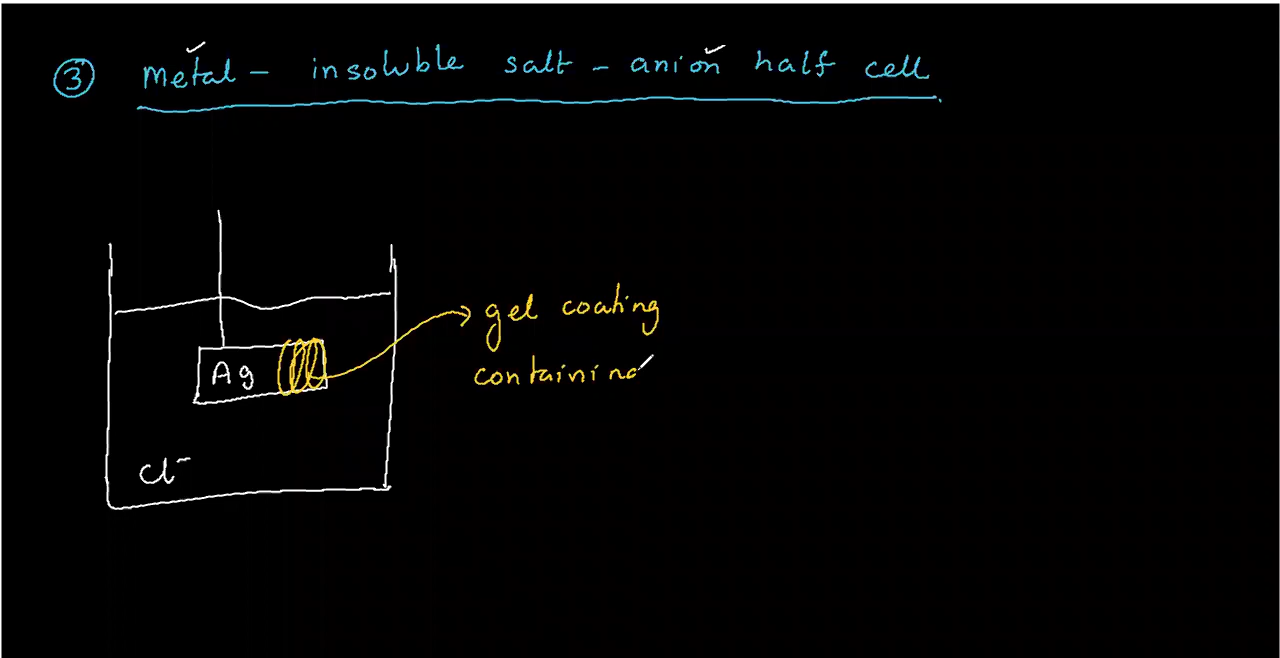 ③ metal - insoluble salt - anion half cell
gel coating
containing
Ag
Cl⁻